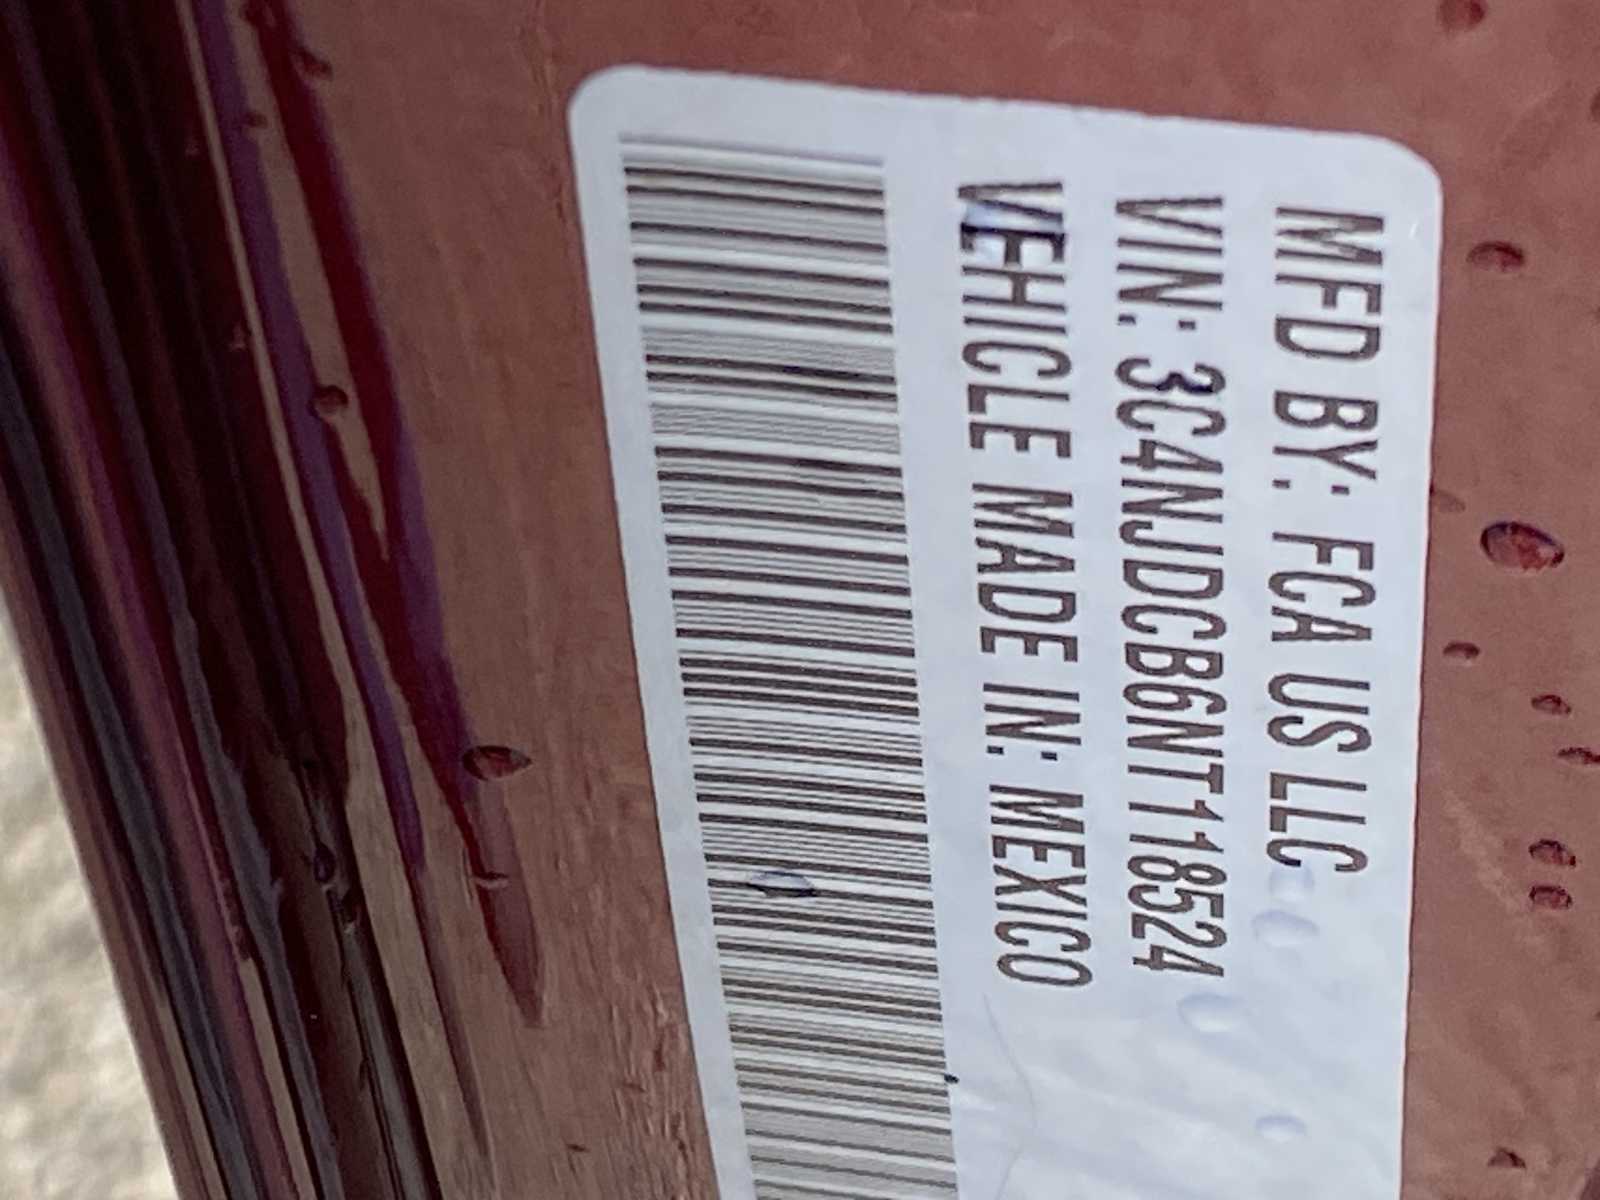 MFD BY: FCA US LLC
VIN: 3C4NJDCB6NT118524
VEHICLE MADE IN: MEXICO